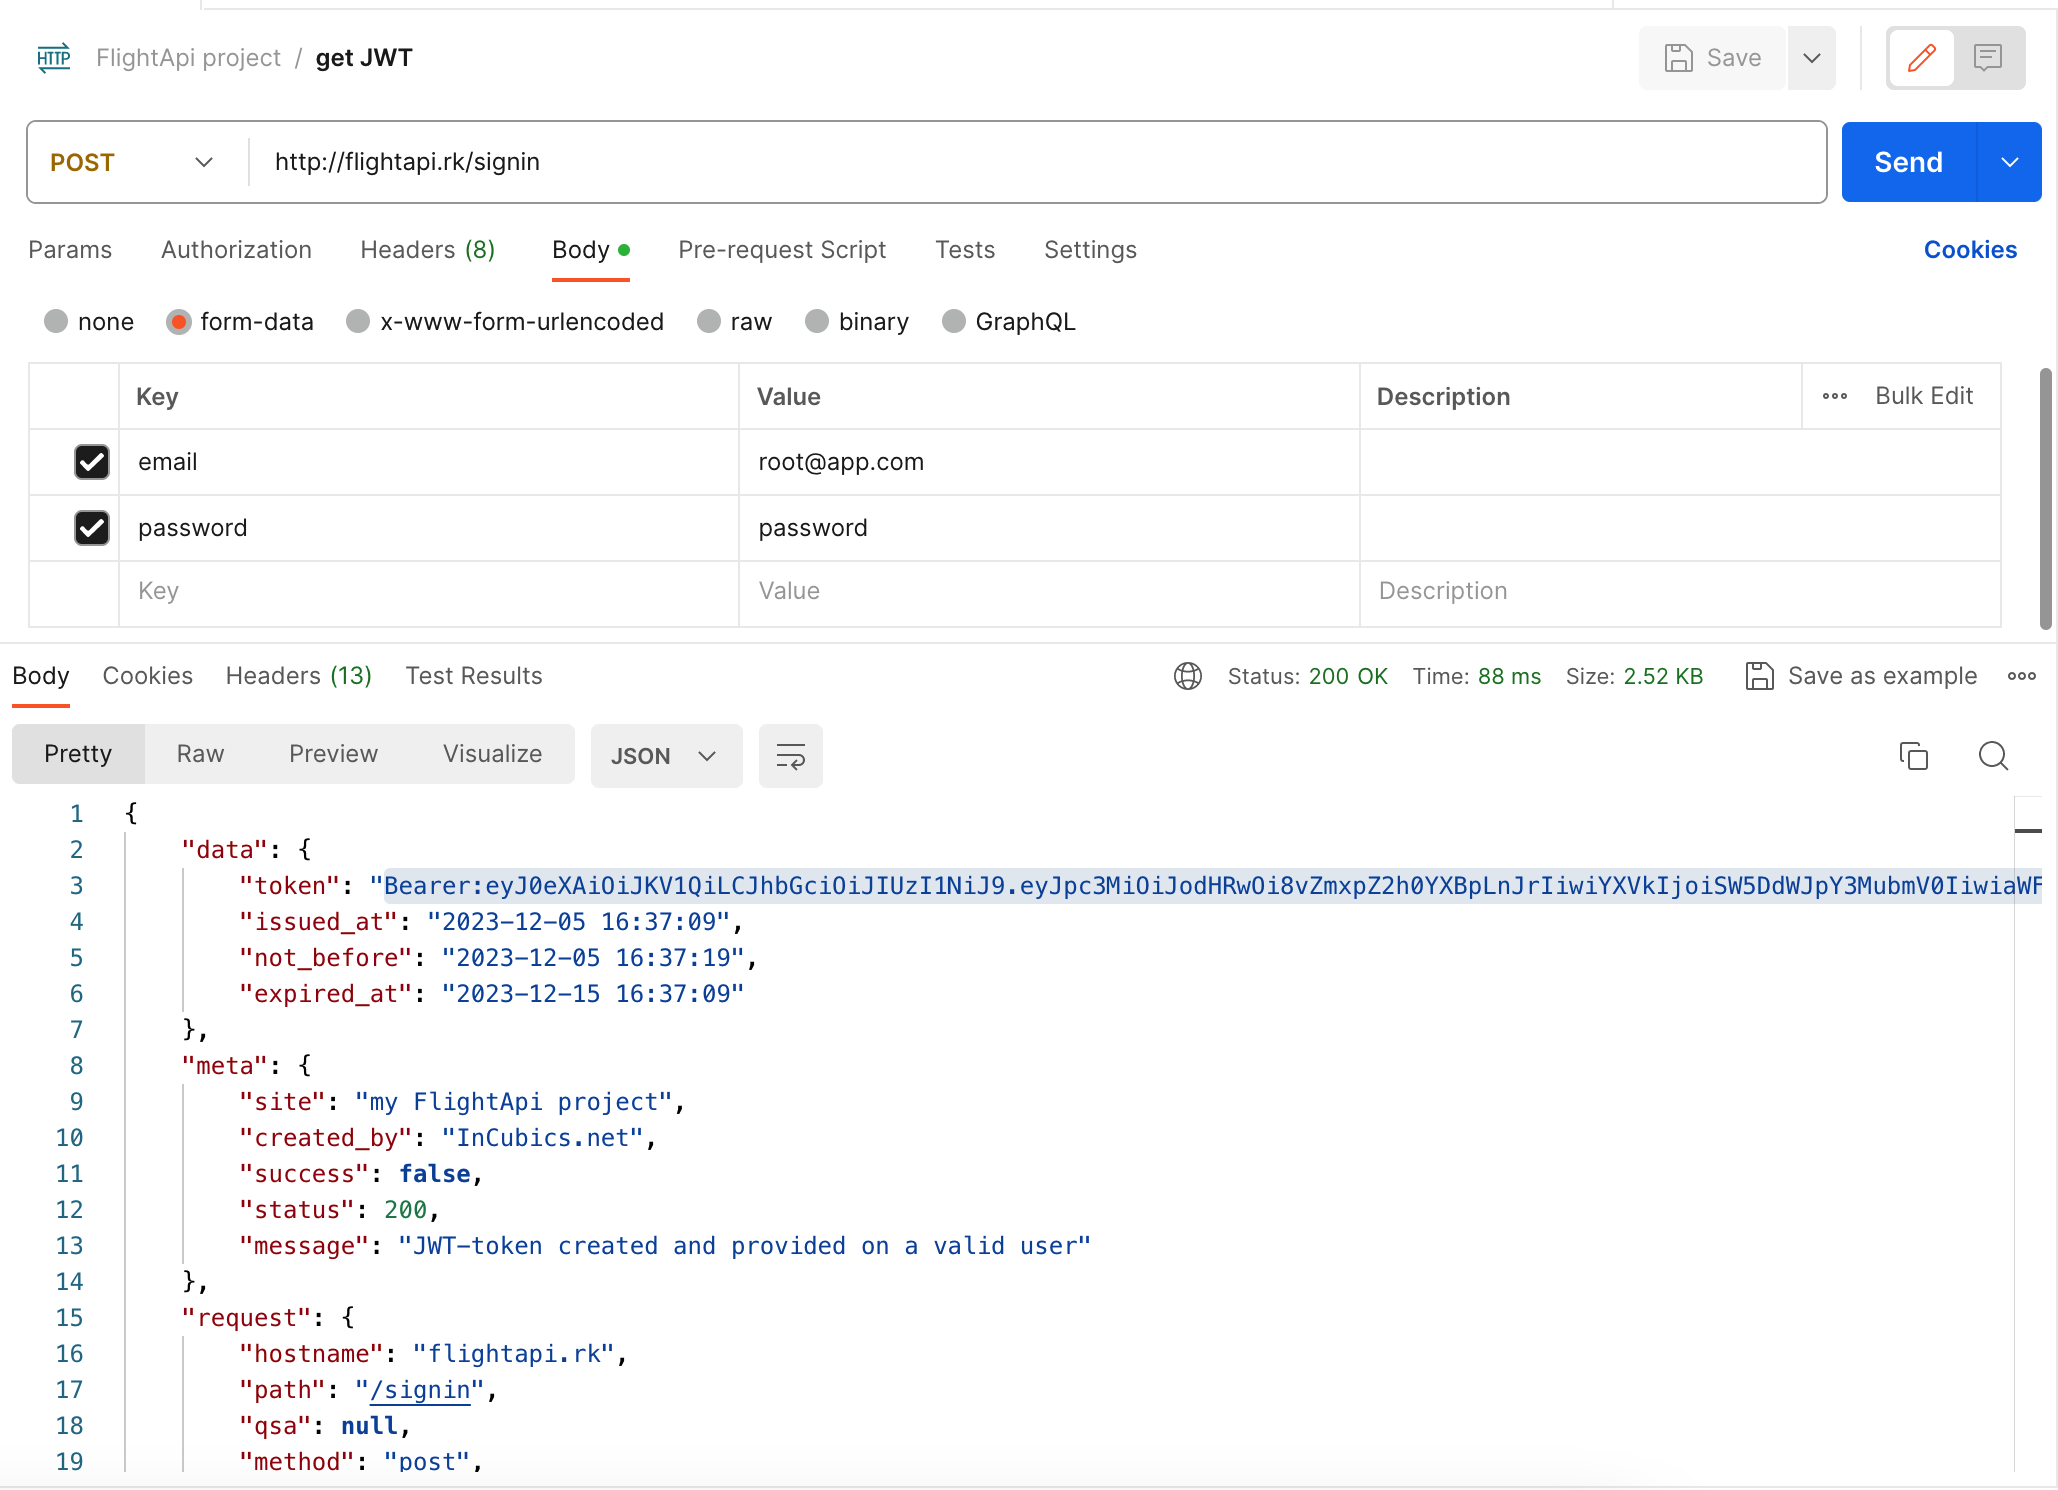 HTTP FlightApi project / get JWT Save
POST http://flightapi.rk/signin Send
Params Authorization Headers (8) Body Pre-request Script Tests Settings Cookies
none form-data x-www-form-urlencoded raw binary GraphQL
Key Value Description Bulk Edit
email root@app.com
password password
Key Value Description
Body Cookies Headers (13) Test Results Status: 200 OK Time: 88 ms Size: 2.52 KB Save as example
Pretty Raw Preview Visualize JSON
1 {
2 "data": {
3 "token": "Bearer:eyJ0eXAiOiJKV1QiLCJhbGciOiJIUzI1NiJ9.eyJpc3MiOiJodHRwOi8vZmxpZ2h0YXBpLnJrIiwiYXVkIjoiSW5DdWJpY3MubmV0IiwiaWF
4 "issued_at": "2023-12-05 16:37:09",
5 "not_before": "2023-12-05 16:37:19",
6 "expired_at": "2023-12-15 16:37:09"
7 },
8 "meta": {
9 "site": "my FlightApi project",
10 "created_by": "InCubics.net",
11 "success": false,
12 "status": 200,
13 "message": "JWT-token created and provided on a valid user"
14 },
15 "request": {
16 "hostname": "flightapi.rk",
17 "path": "/signin",
18 "qsa": null,
19 "method": "post",